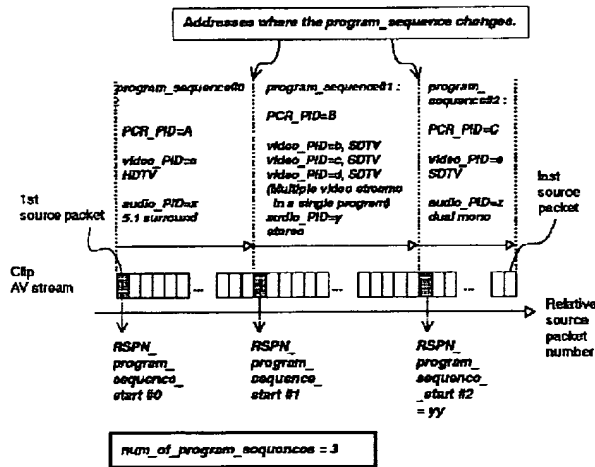 Addresses where the program_sequence changes.
program_sequence#0
PCR_PID=A
video_PID=a
HDTV
audio_PID=x
5.1 surround
program_sequence#1 :
PCR_PID=B
video_PID=b, SDTV
video_PID=c, SDTV
video_PID=d, SDTV
(Multiple video streams
in a single program)
audio_PID=y
stereo
program_
sequence#2 :
PCR_PID=C
video_PID=e
SDTV
audio_PID=z
dual mono
1st
source packet
last
source
packet
Clip
AV stream
...
...
...
Relative
source
packet
number
RSPN_
program_
sequence_
start #0
RSPN_
program_
sequence_
start #1
RSPN_
program_
sequence_
start #2
= yy
num_of_program_sequences = 3